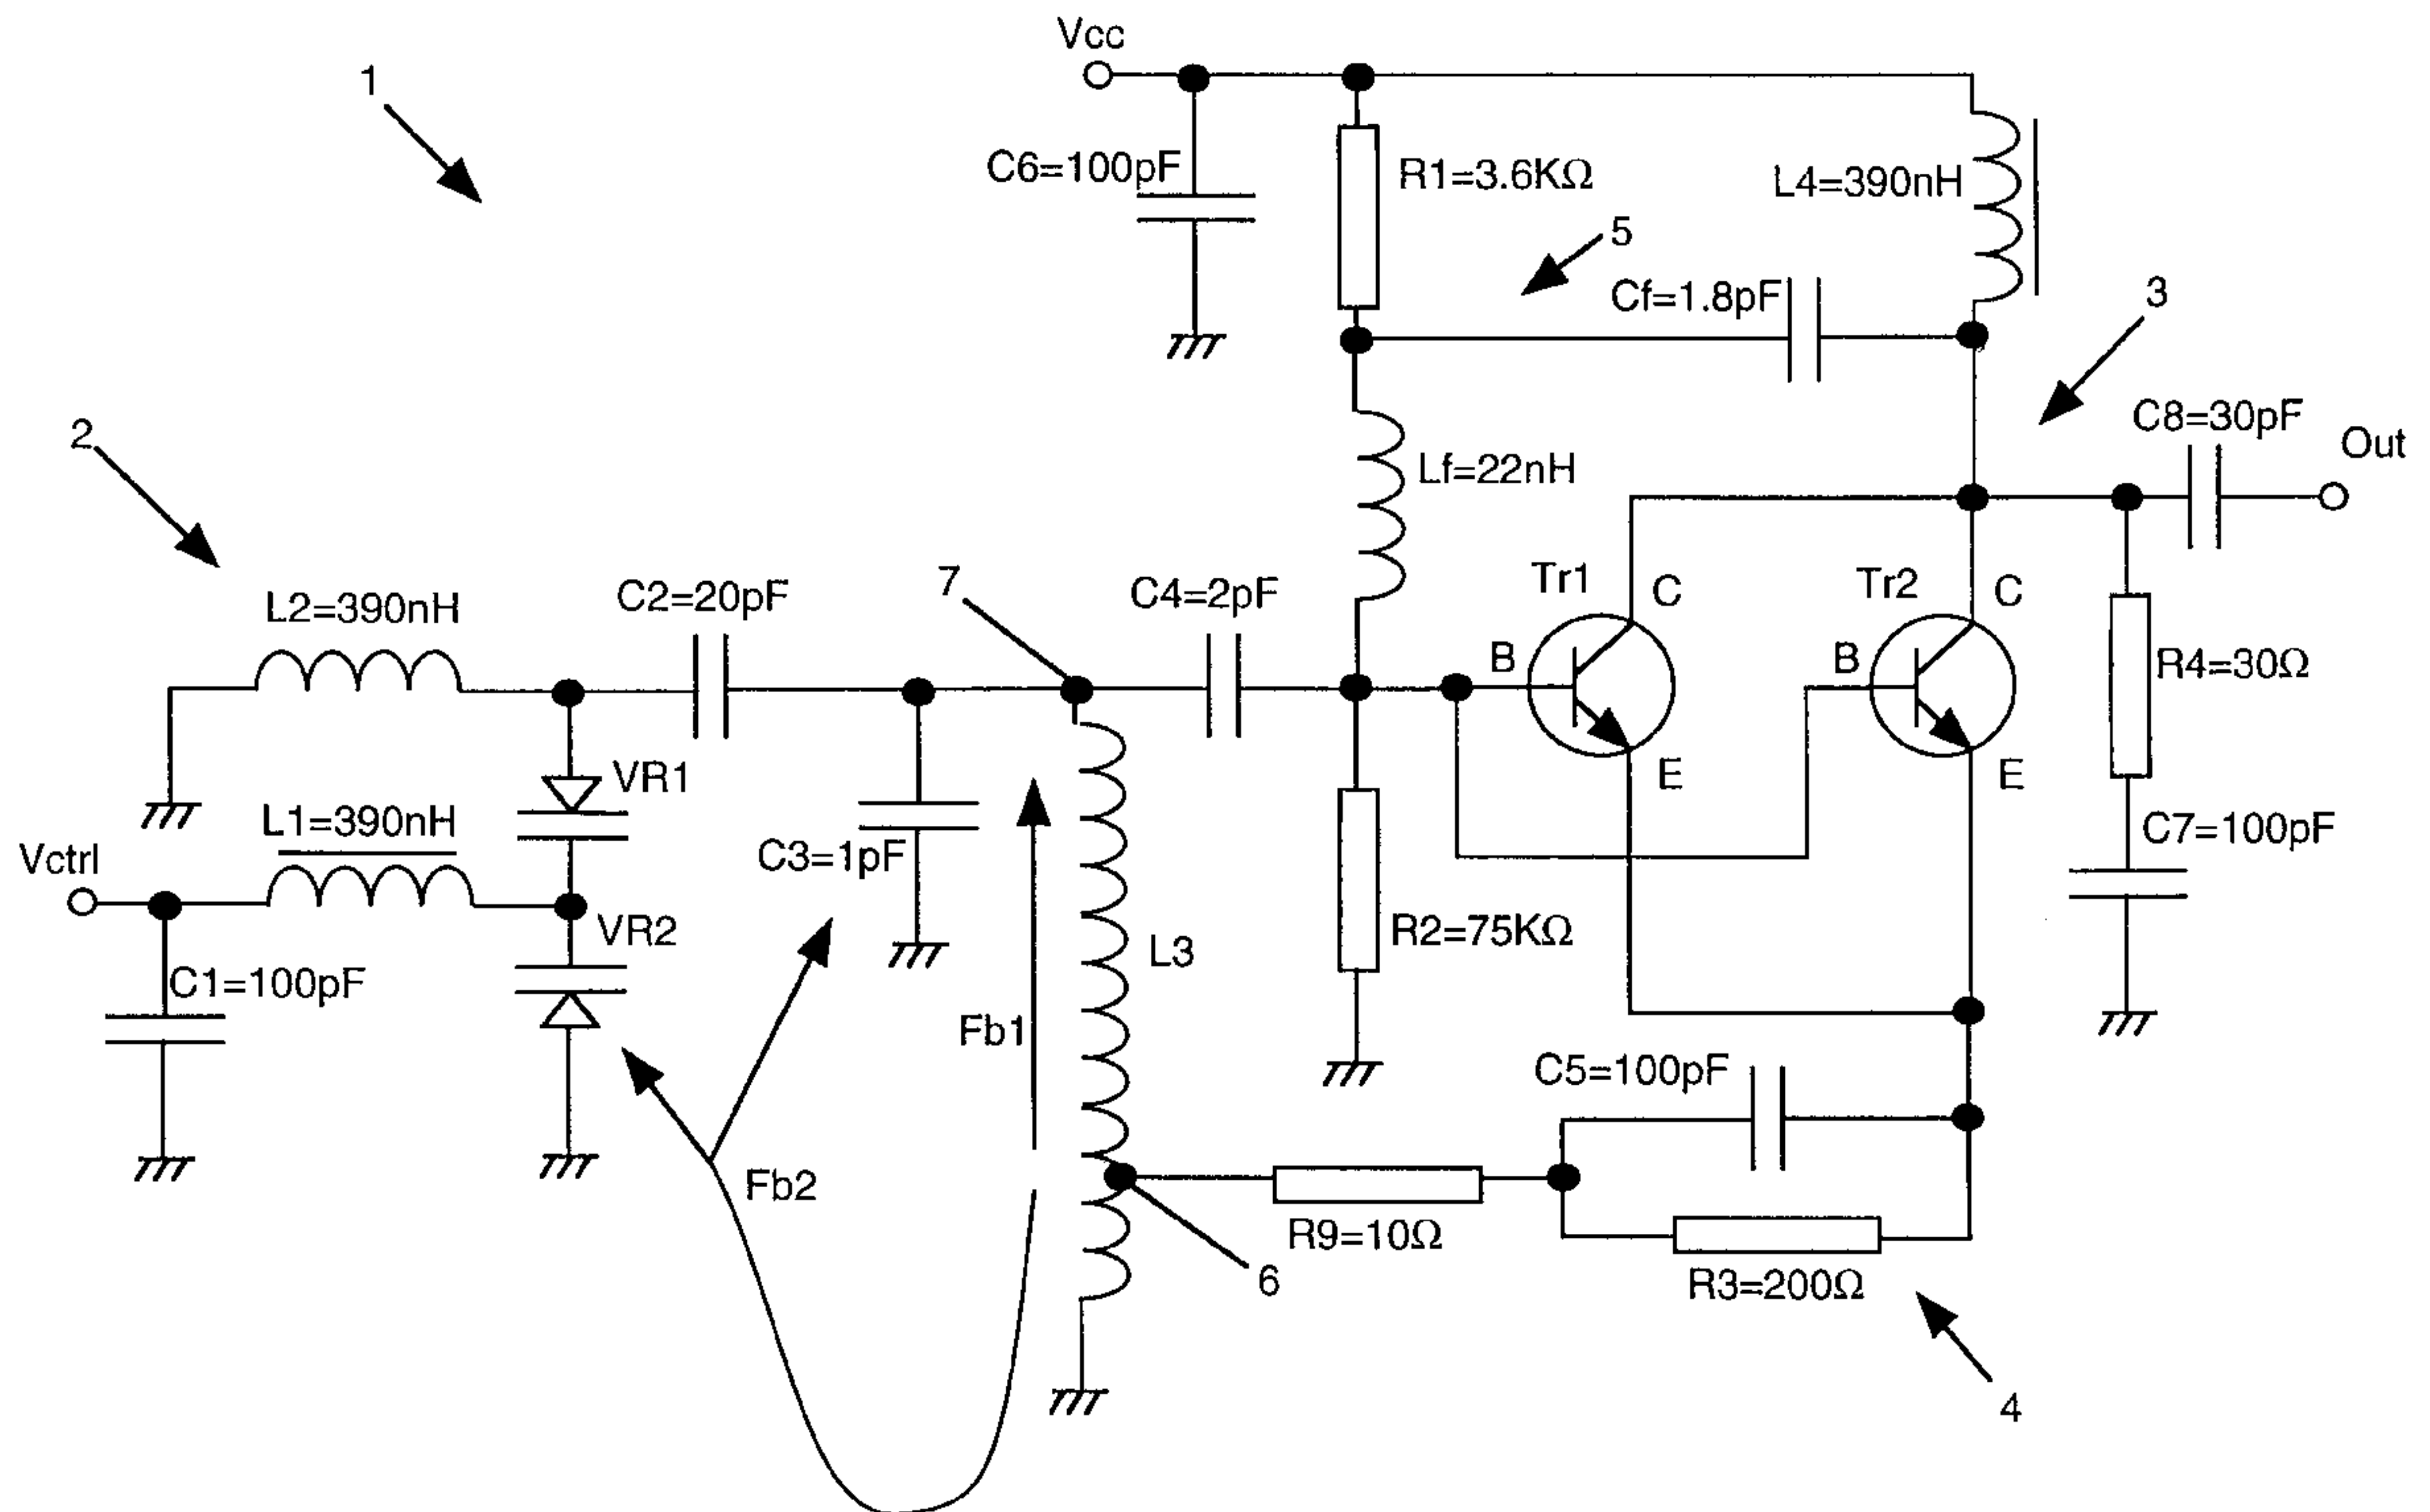 Vcc
1
C6=100pF
R1=3.6KΩ
L4=390nH
5
Cf=1.8pF
3
2
C8=30pF
Out
Lf=22nH
7
L2=390nH
C2=20pF
C4=2pF
Tr1
C
Tr2
C
B
B
R4=30Ω
VR1
E
E
L1=390nH
Vctrl
C3=1pF
C7=100pF
VR2
R2=75KΩ
L3
C1=100pF
Fb1
C5=100pF
Fb2
R9=10Ω
6
R3=200Ω
4